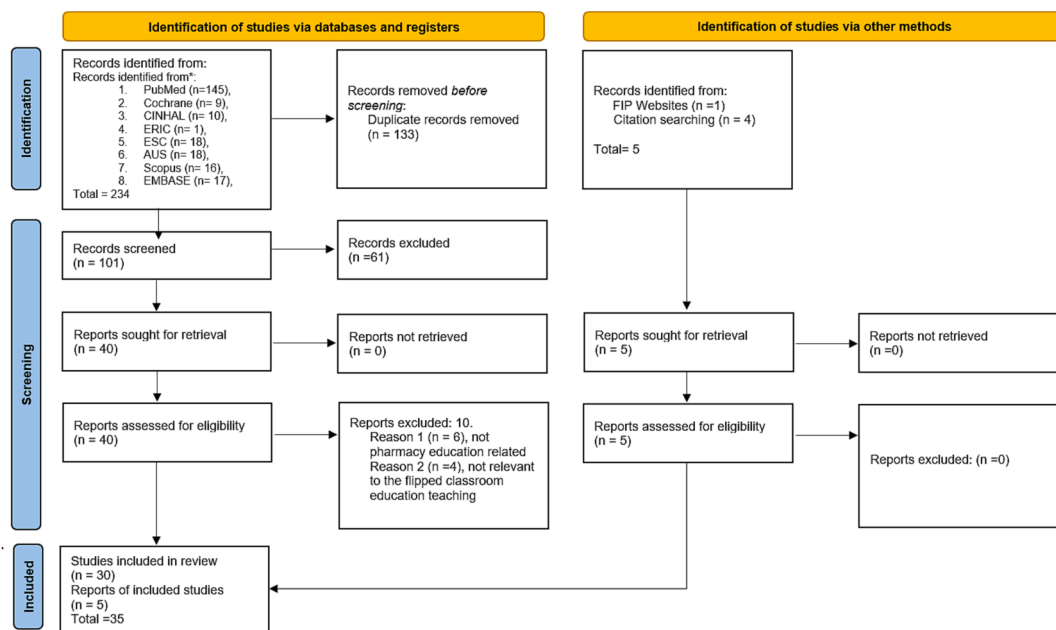 Identification of studies via databases and registers
Identification of studies via other methods
Identification
Records identified from:
Records identified from*:
1. PubMed (n=145),
2. Cochrane (n= 9),
3. CINHAL (n= 10),
4. ERIC (n= 1),
5. ESC (n= 18),
6. AUS (n= 18),
7. Scopus (n= 16),
8. EMBASE (n= 17),
Total = 234
Records removed before
screening:
Duplicate records removed
(n = 133)
Records identified from:
FIP Websites (n =1)
Citation searching (n = 4)
Total= 5
Screening
Records screened
(n = 101)
Records excluded
(n =61)
Reports sought for retrieval
(n = 40)
Reports not retrieved
(n = 0)
Reports sought for retrieval
(n = 5)
Reports not retrieved
(n =0)
Reports assessed for eligibility
(n = 40)
Reports excluded: 10.
Reason 1 (n = 6), not
pharmacy education related
Reason 2 (n =4), not relevant
to the flipped classroom
education teaching
Reports assessed for eligibility
(n = 5)
Reports excluded: (n =0)
Included
Studies included in review
(n = 30)
Reports of included studies
(n = 5)
Total =35